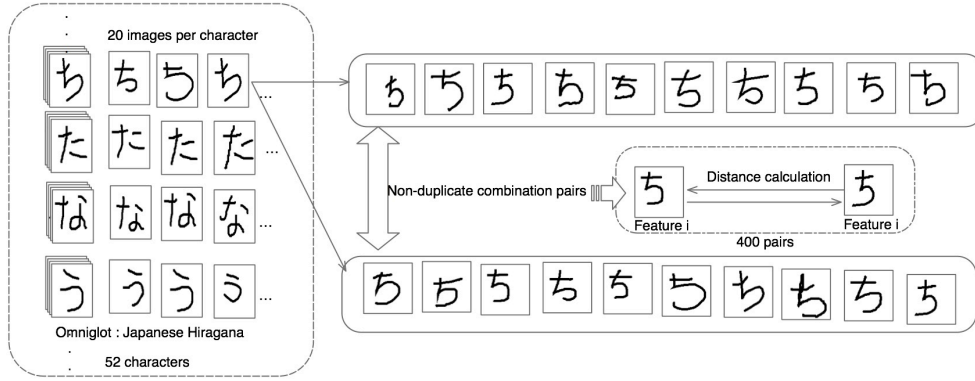 20 images per character
ち ち ち ち ...
た た た た ...
な な な な ...
う う う う ...
Omniglot : Japanese Hiragana
52 characters
ち ち ち ち ち ち ち ち ち ち
Non-duplicate combination pairs
ち Distance calculation ち
Feature i Feature i
400 pairs
ち ち ち ち ち ち ち ち ち ち